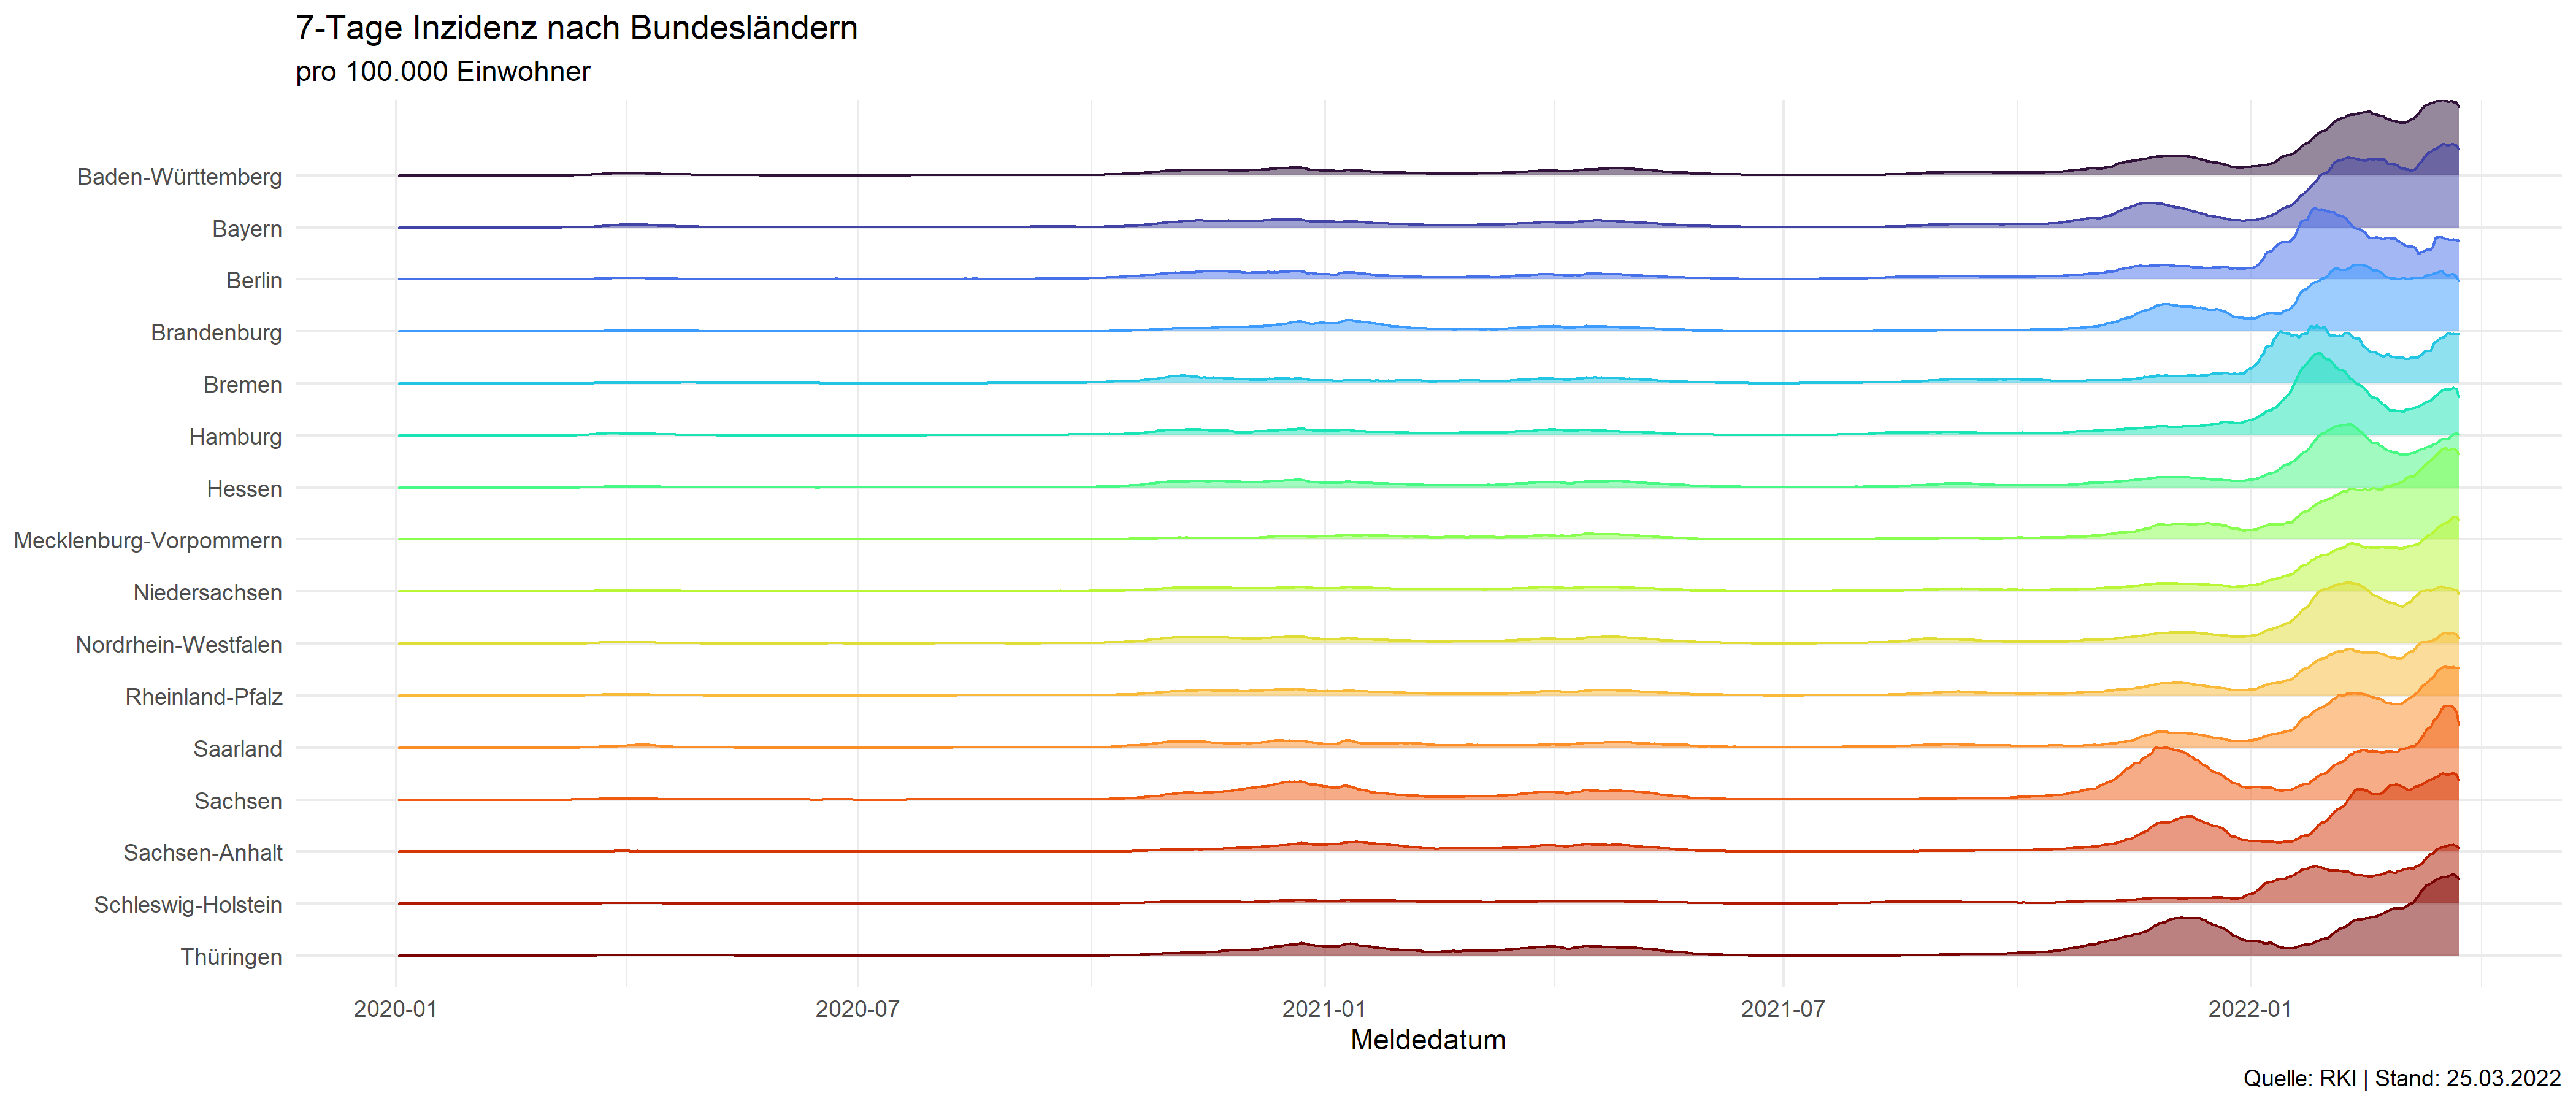 7-Tage Inzidenz nach Bundesländern
pro 100.000 Einwohner
Baden-Württemberg
Bayern
Berlin
Brandenburg
Bremen
Hamburg
Hessen
Mecklenburg-Vorpommern
Niedersachsen
Nordrhein-Westfalen
Rheinland-Pfalz
Saarland
Sachsen
Sachsen-Anhalt
Schleswig-Holstein
Thüringen
2020-01 2020-07 2021-01 2021-07 2022-01
Meldedatum
Quelle: RKI | Stand: 25.03.2022